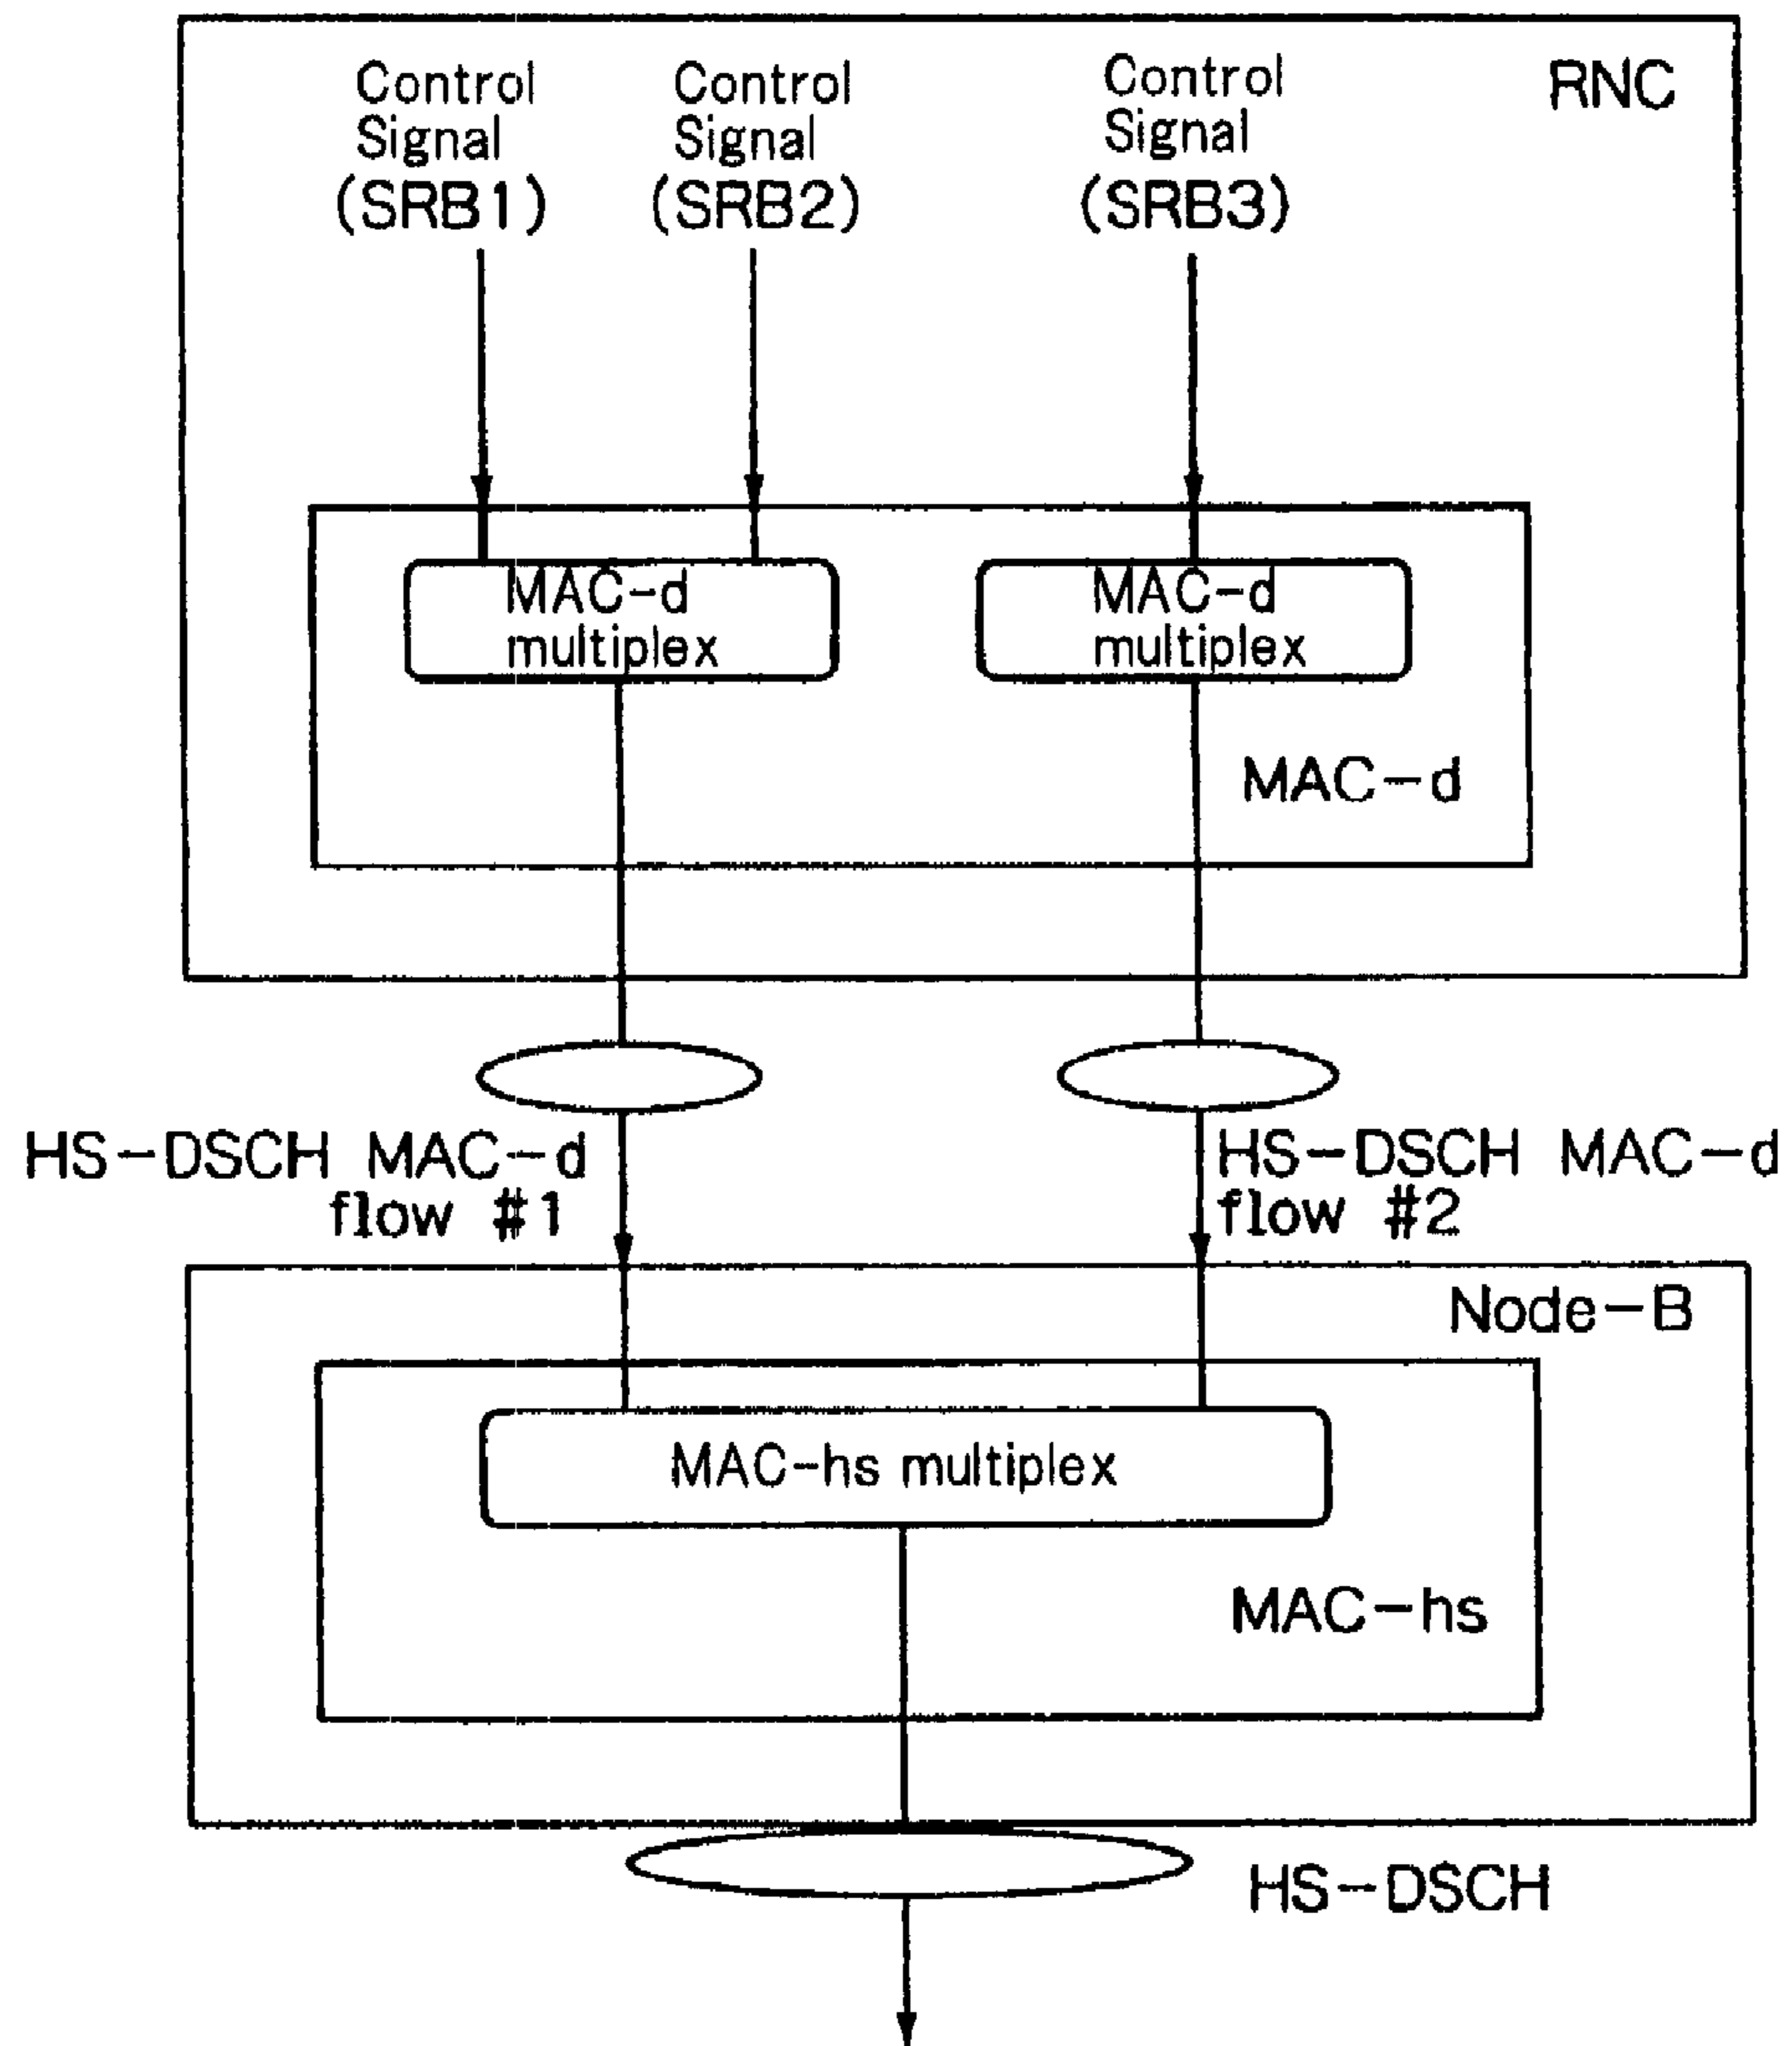 RNC
Control
Signal
(SRB1)
Control
Signal
(SRB2)
Control
Signal
(SRB3)
MAC-d
multiplex
MAC-d
multiplex
MAC-d
HS-DSCH MAC-d
flow #1
HS-DSCH MAC-d
flow #2
Node-B
MAC-hs multiplex
MAC-hs
HS-DSCH